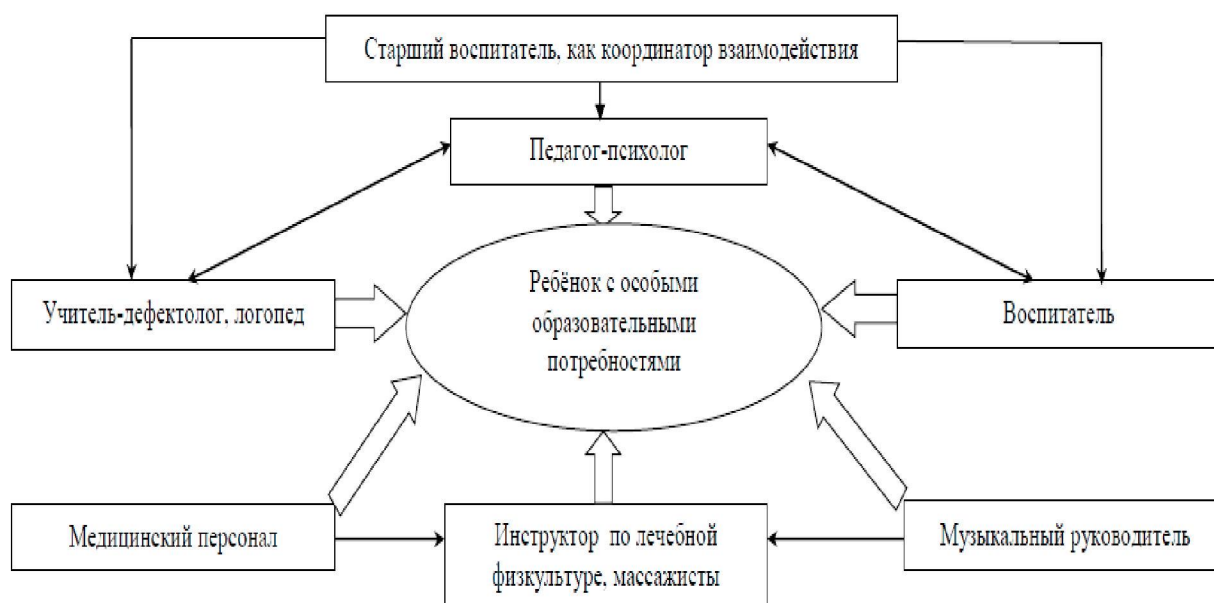 Старший воспитатель, как координатор взаимодействия
Педагог-психолог
Учитель-дефектолог, логопед
Ребёнок с особыми
образовательными
потребностями
Воспитатель
Медицинский персонал
Инструктор по лечебной
физкультуре, массажисты
Музыкальный руководитель